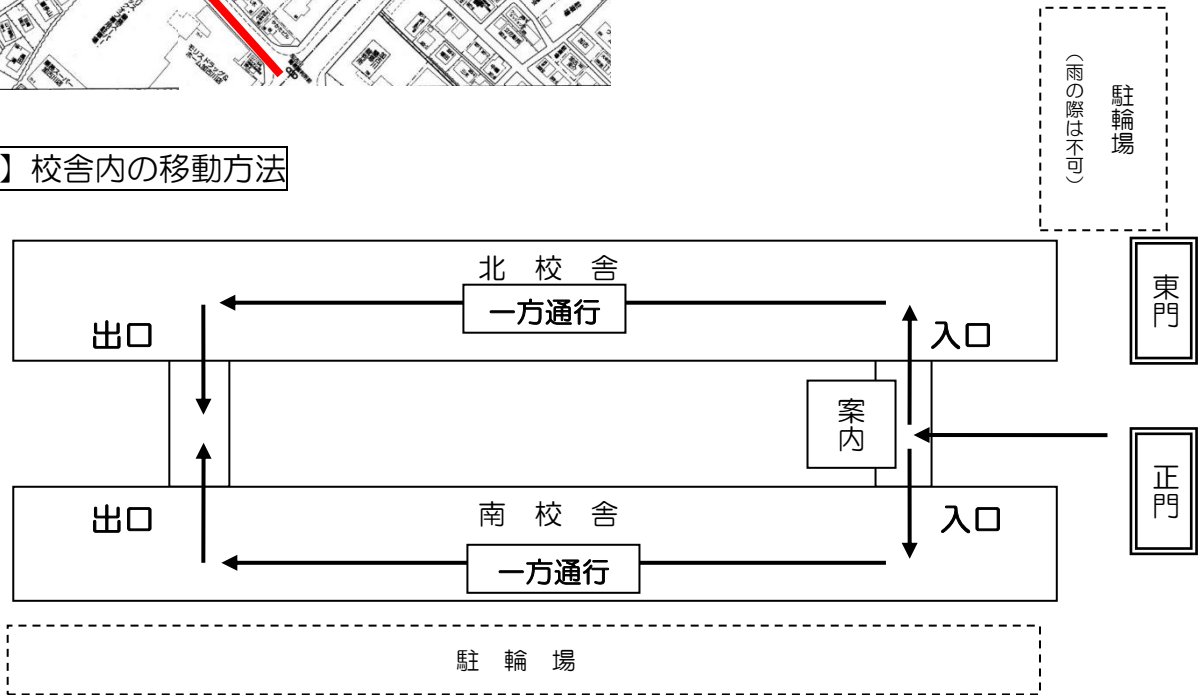 駐輪場
（雨の際は不可）
】校舎内の移動方法
北 校 舎
一方通行
出口
入口
東門
案内
正門
出口
南 校 舎
入口
一方通行
駐 輪 場